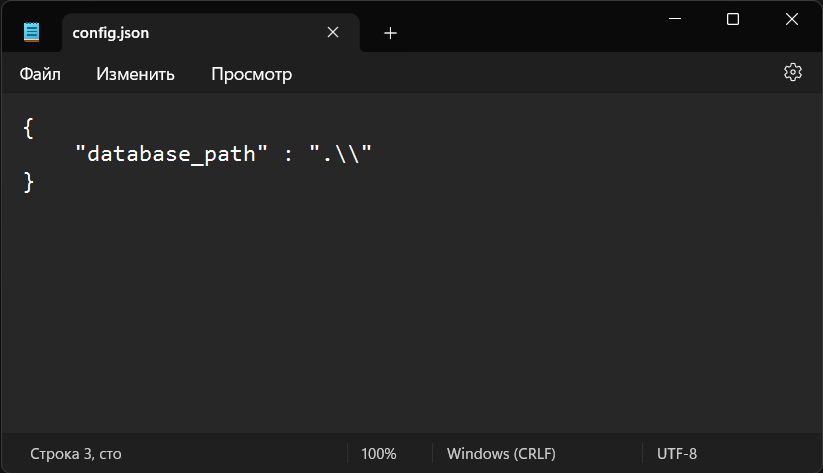 config.json
Файл Изменить Просмотр
{
    "database_path" : ".\\"
}
Строка 3, сто 100% Windows (CRLF) UTF-8